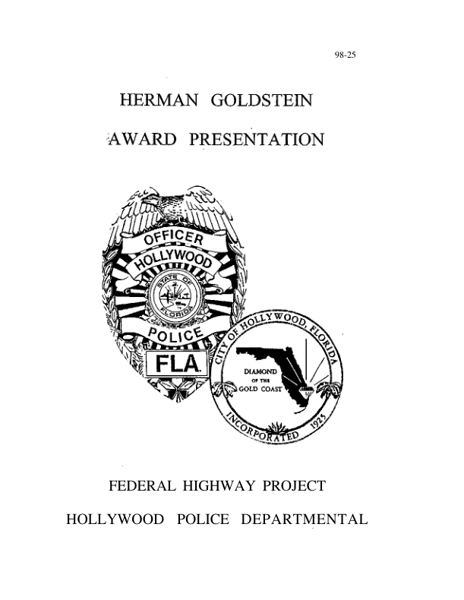 98-25
HERMAN GOLDSTEIN
AWARD PRESENTATION
OFFICER
HOLLYWOOD
STATE OF
FLORIDA
POLICE
FLA.
CITY OF HOLLYWOOD, FLORIDA
DIAMOND
OF THE
GOLD COAST
INCORPORATED 1925
FEDERAL HIGHWAY PROJECT
HOLLYWOOD POLICE DEPARTMENTAL